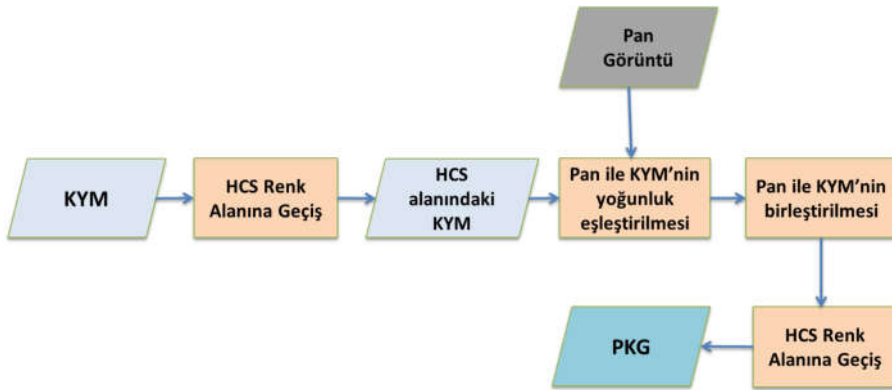 Pan
Görüntü
KYM
HCS Renk
Alanına Geçiş
HCS
alanındaki
KYM
Pan ile KYM’nin
yoğunluk
eşleştirilmesi
Pan ile KYM’nin
birleştirilmesi
PKG
HCS Renk
Alanına Geçiş